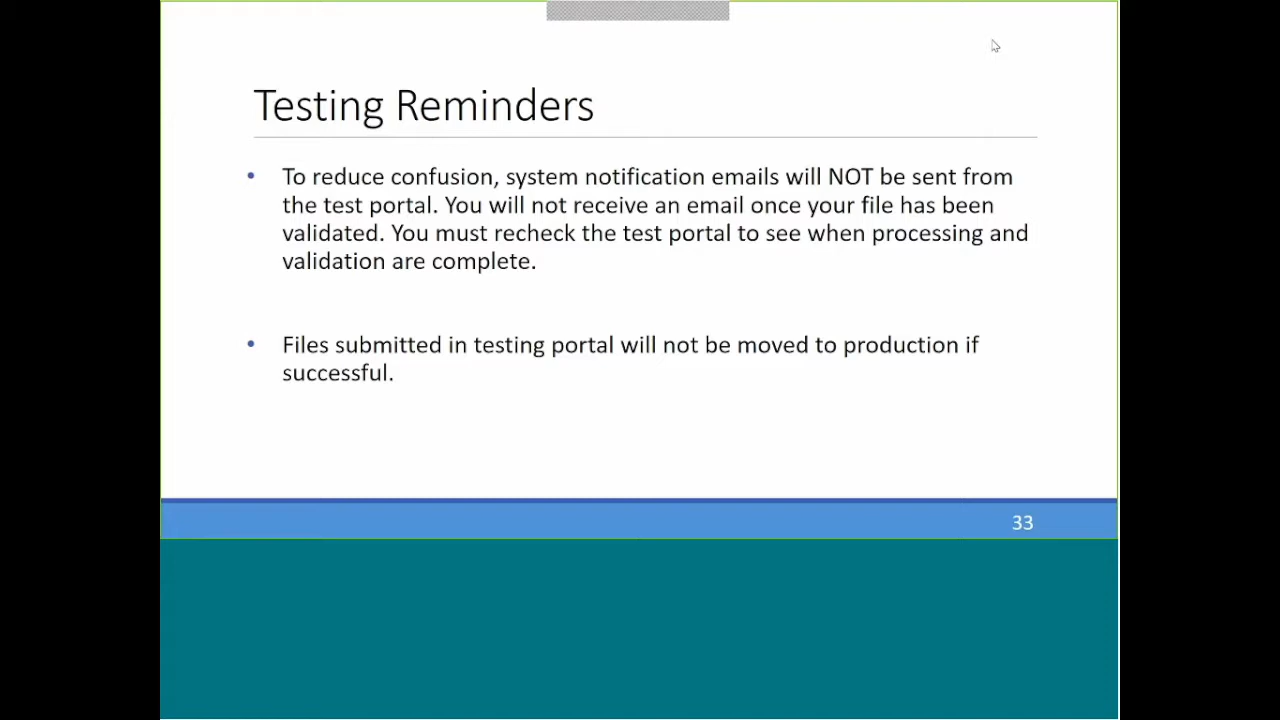 Testing Reminders
• To reduce confusion, system notification emails will NOT be sent from
the test portal. You will not receive an email once your file has been
validated. You must recheck the test portal to see when processing and
validation are complete.
• Files submitted in testing portal will not be moved to production if
successful.
33